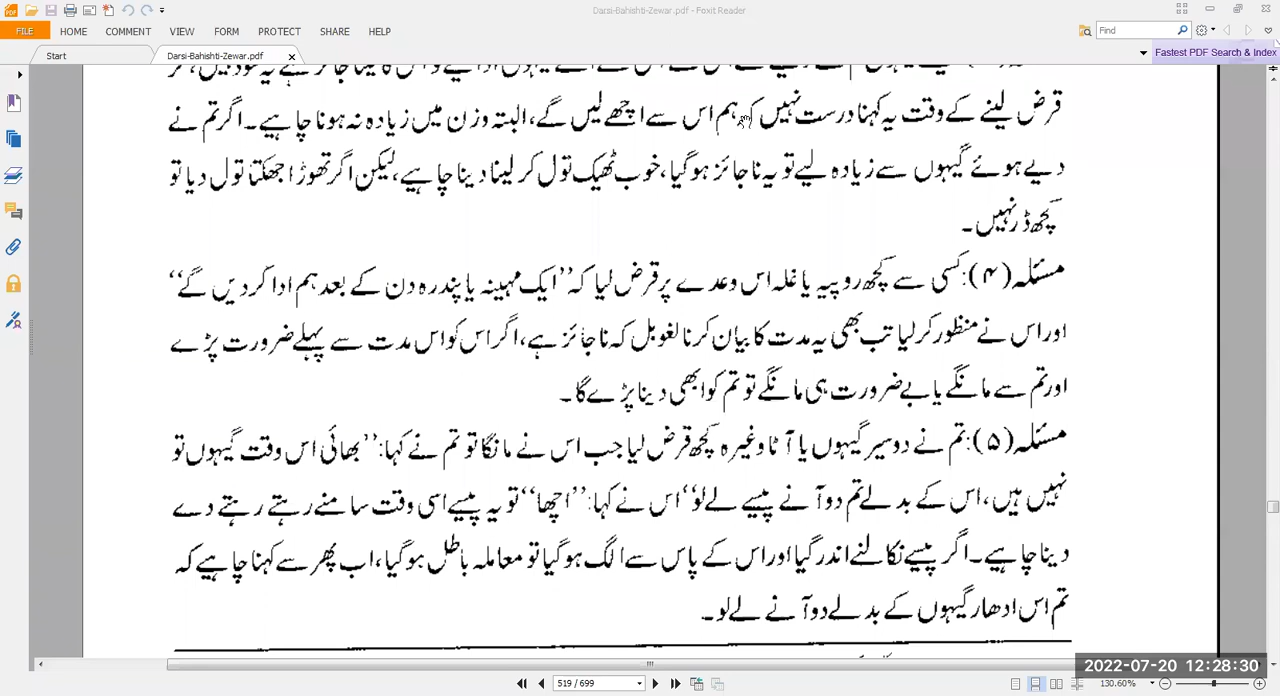 Darsi-Bahishti-Zewar.pdf - Foxit Reader
FILE HOME COMMENT VIEW FORM PROTECT SHARE HELP Find
Start Darsi-Bahishti-Zewar.pdf Fastest PDF Search & Index
قرض لینے کے وقت یہ کہنا درست نہیں کہ ہم اس سے اچھے لیں گے، البتہ وزن میں زیادہ نہ ہونا چاہیے۔ اگر تم نے
دیے ہوئے گیہوں سے زیادہ لیے تو یہ ناجائز ہوگیا، خوب ٹھیک تول کر لینا دینا چاہیے، لیکن اگر تھوڑا جھکتا تول دیا تو
کچھ ڈر نہیں۔
مسئلہ (۴): کسی سے کچھ روپیہ یا غلہ اس وعدے پر قرض لیا کہ ’’ایک مہینہ یا پندرہ دن کے بعد ہم ادا کردیں گے‘‘
اور اس نے منظور کرلیا تب بھی یہ مدت کا بیان کرنا لغو بل کہ ناجائز ہے، اگر اس کو اس مدت سے پہلے ضرورت پڑے
اور تم سے مانگے یا بے ضرورت ہی مانگے تو تم کو ابھی دینا پڑے گا۔
مسئلہ (۵): تم نے دو سیر گیہوں یا آٹا وغیرہ کچھ قرض لیا جب اس نے مانگا تو تم نے کہا: ’’بھائی اس وقت گیہوں تو
نہیں ہیں، اس کے بدلے تم دو آنے پیسے لے لو‘‘ اس نے کہا: ’’اچھا‘‘ تو یہ پیسے اسی وقت سامنے رہتے رہتے دے
دینا چاہیے۔ اگر پیسے نکالنے اندر گیا اور اس کے پاس سے الگ ہوگیا تو معاملہ باطل ہوگیا، اب پھر سے کہنا چاہیے کہ
تم اس ادھار گیہوں کے بدلے دو آنے لے لو۔
2022-07-20 12:28:30
519 / 699 130.60%